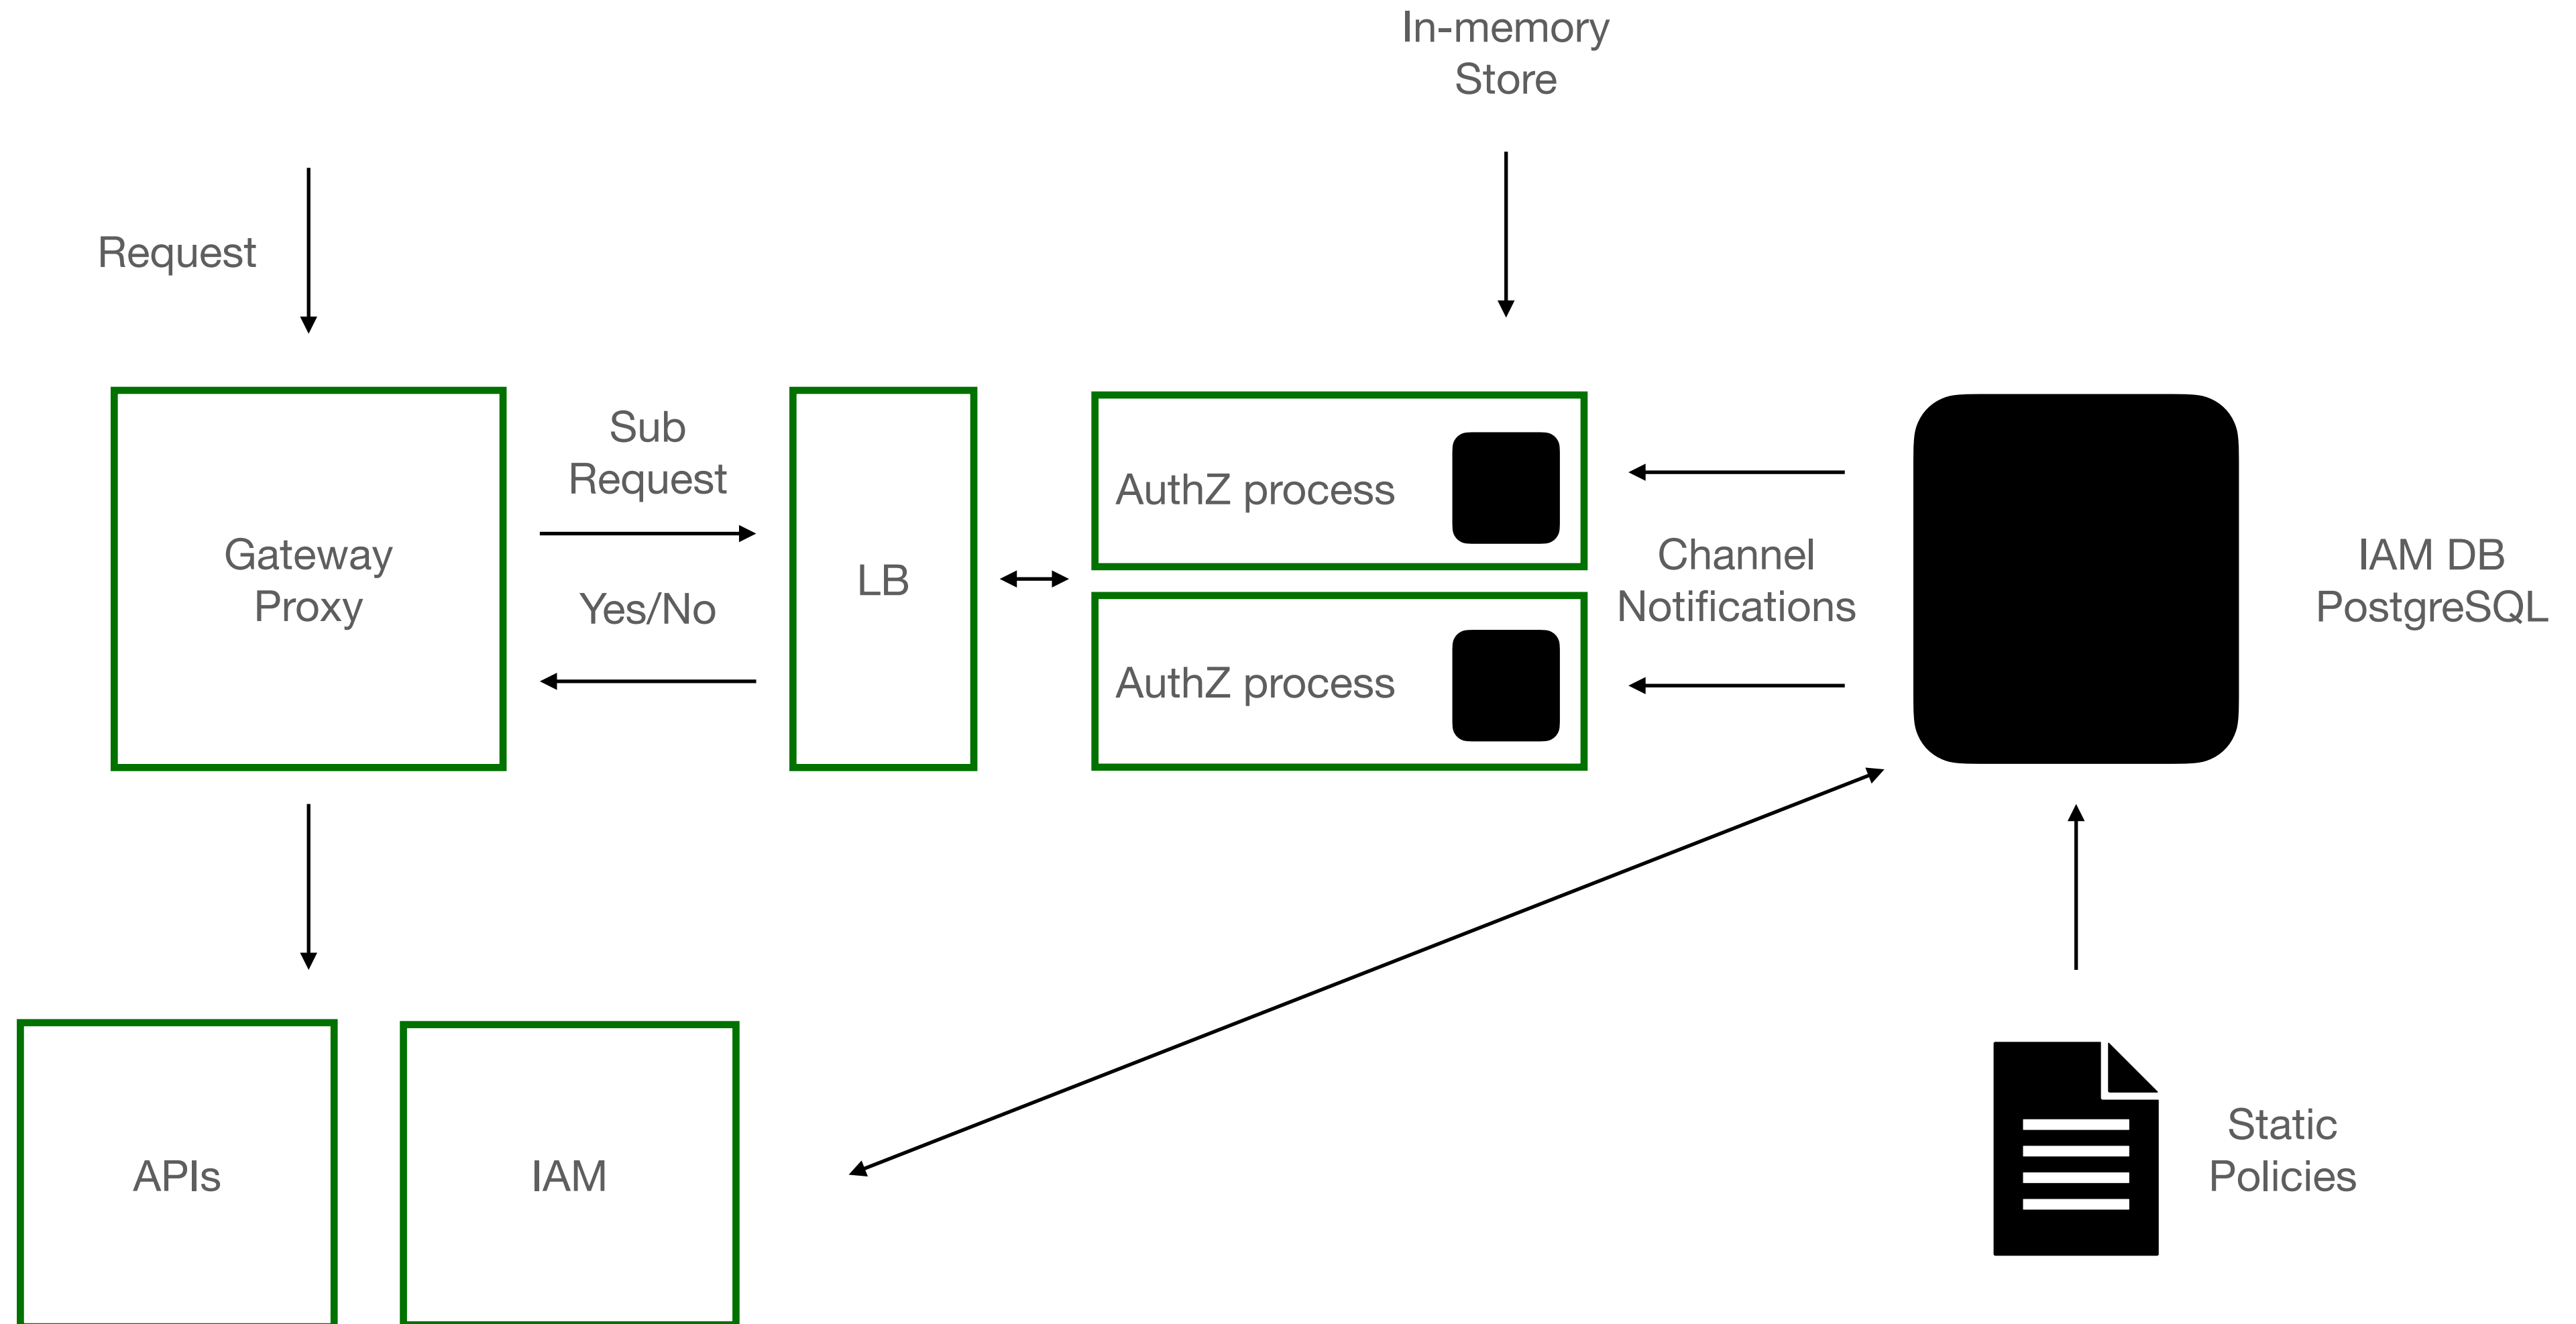 In-memory
Store
Request
Sub
Request
Gateway
Proxy
Yes/No
LB
AuthZ process
AuthZ process
Channel
Notifications
IAM DB
PostgreSQL
APIs
IAM
Static
Policies